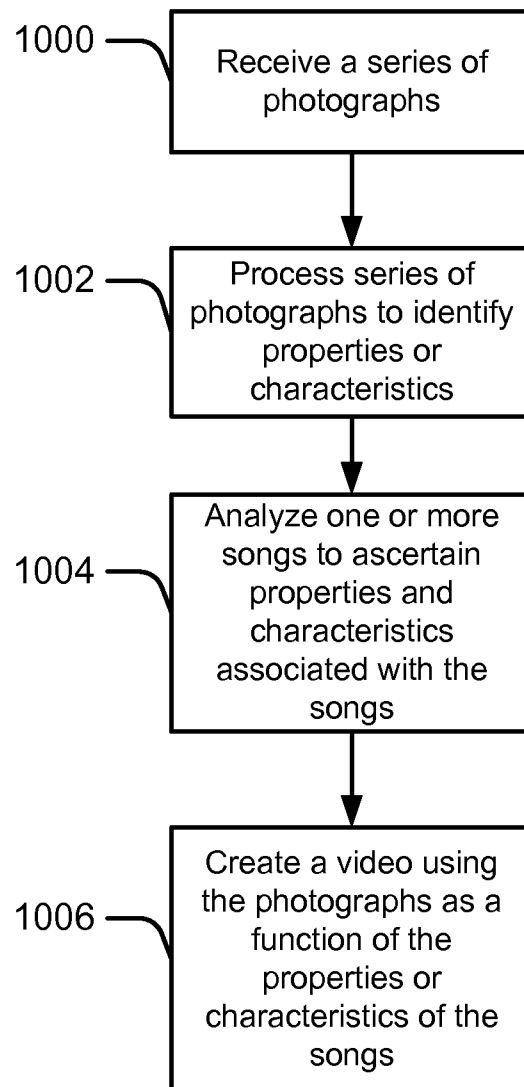 1000
Receive a series of
photographs
1002
Process series of
photographs to identify
properties or
characteristics
1004
Analyze one or more
songs to ascertain
properties and
characteristics
associated with the
songs
1006
Create a video using
the photographs as a
function of the
properties or
characteristics of the
songs